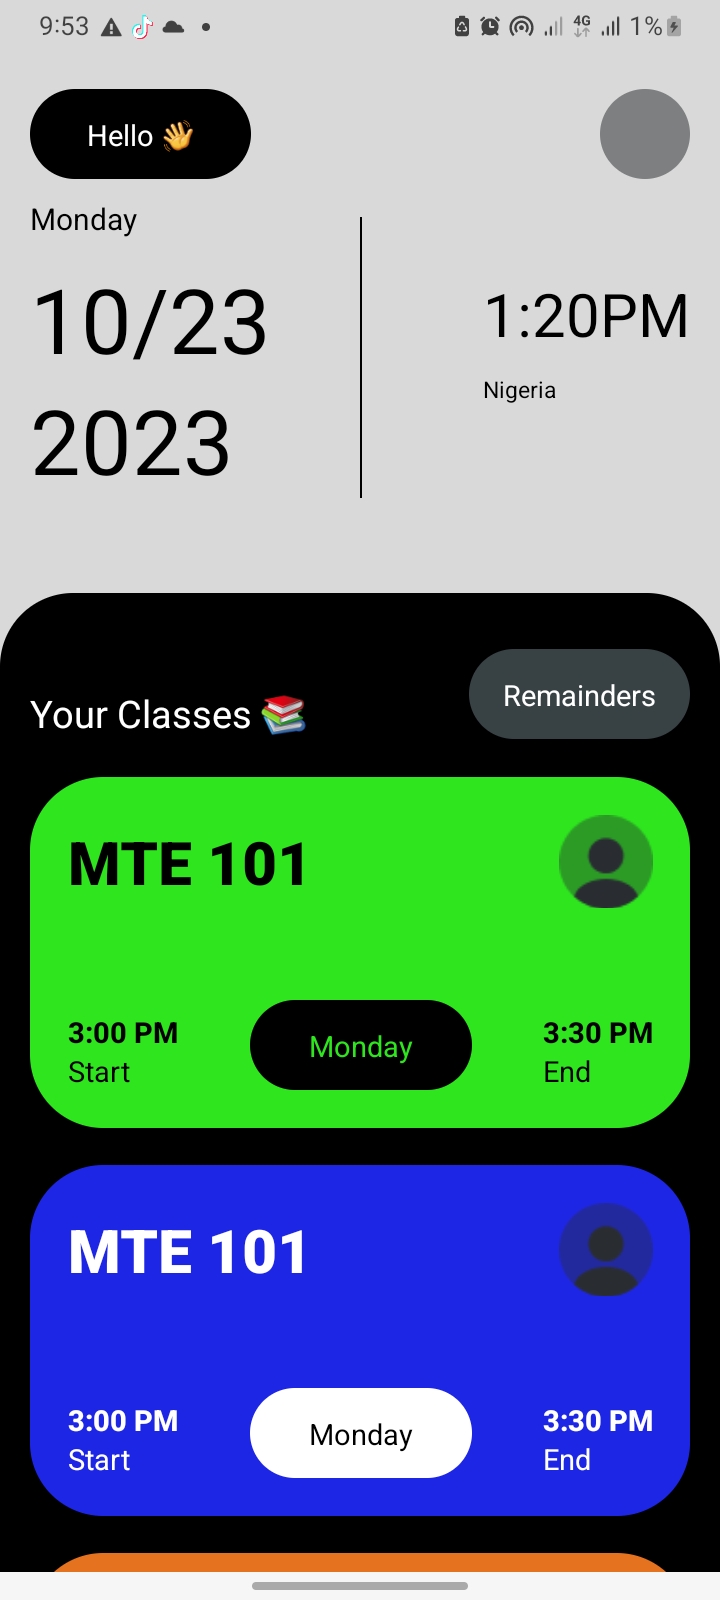 9:53
4G 1%
Hello 👋
Monday
10/23
2023
1:20PM
Nigeria
Your Classes 📚
Remainders
MTE 101
3:00 PM
Start
Monday
3:30 PM
End
MTE 101
3:00 PM
Start
Monday
3:30 PM
End